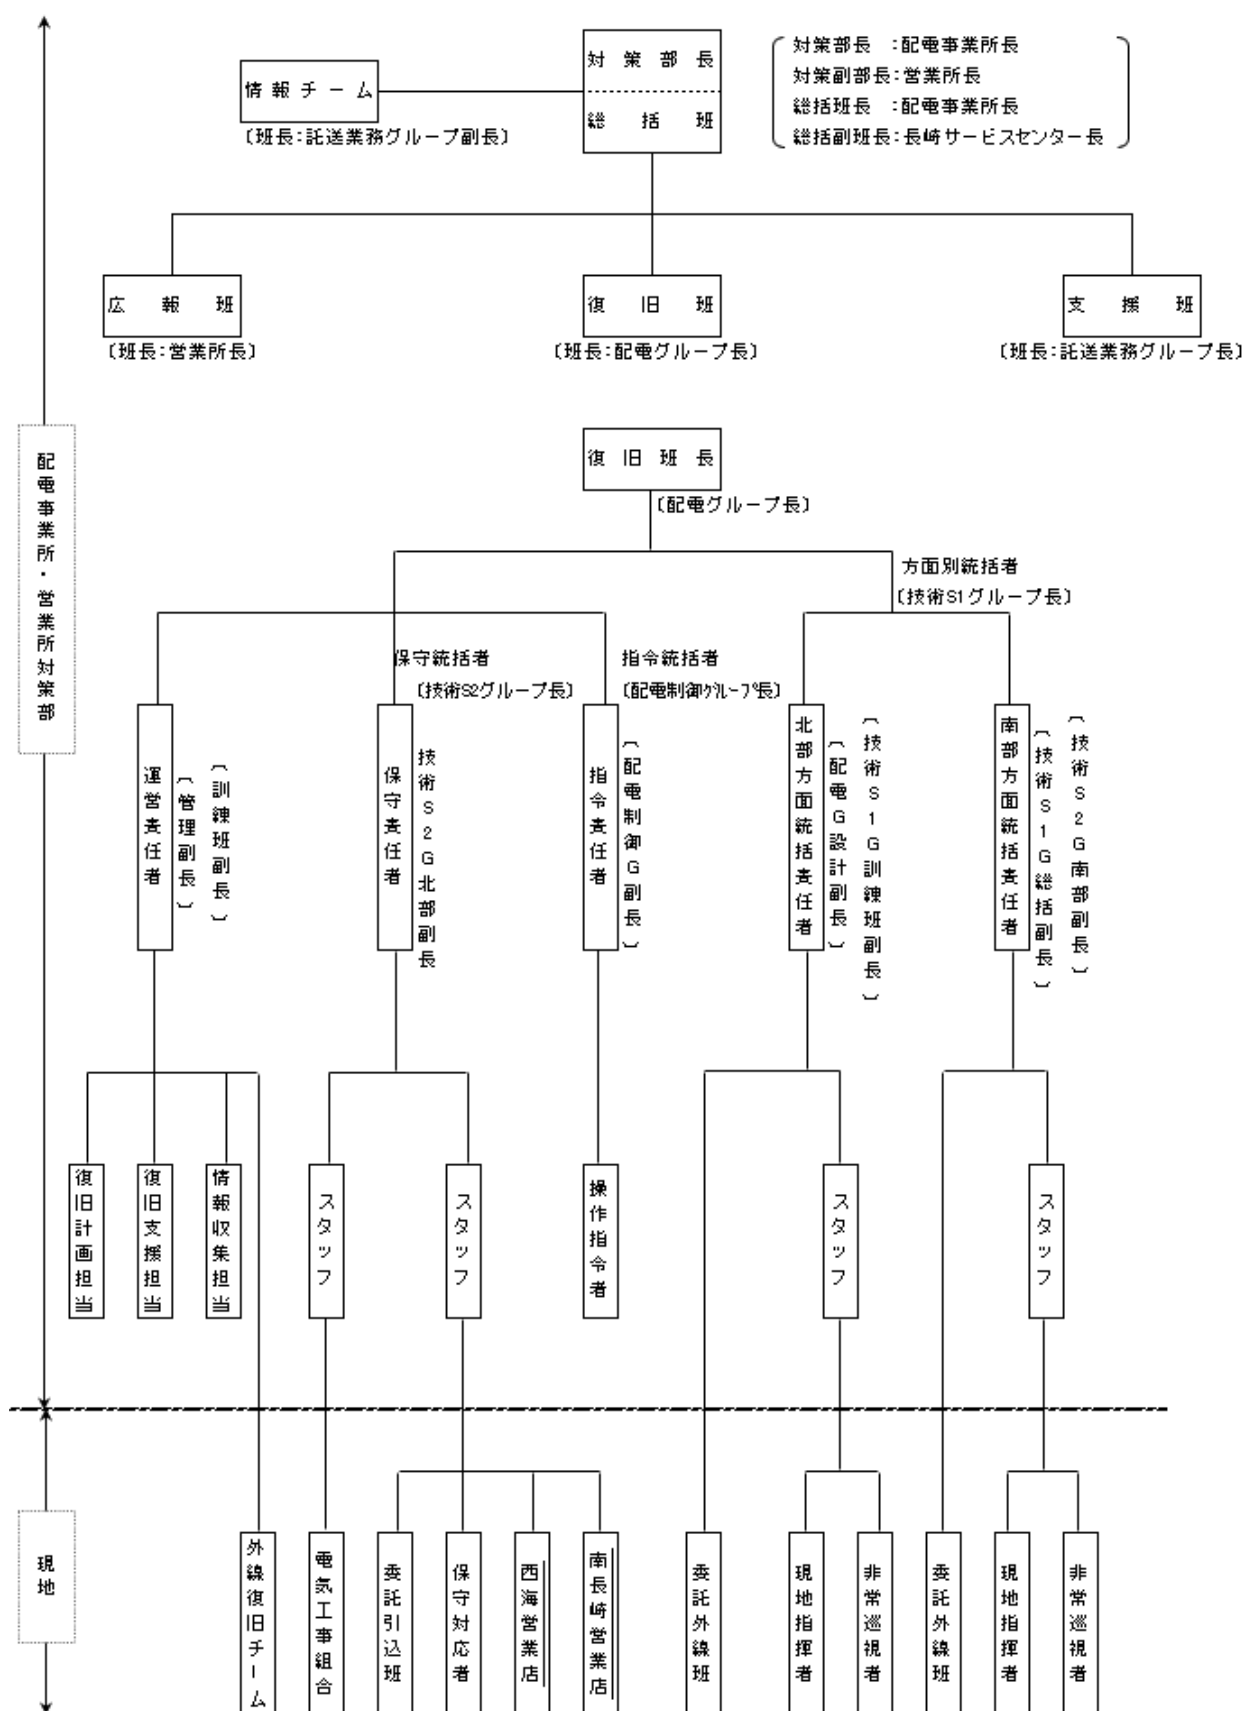 対策部長
総括班
情報チーム
〔班長：託送業務グループ副長〕
対策部長　：配電事業所長
対策副部長：営業所長
総括班長　：配電事業所長
総括副班長：長崎サービスセンター長
広報班
〔班長：営業所長〕
復旧班
〔班長：配電グループ長〕
支援班
〔班長：託送業務グループ長〕
配電事業所・営業所対策部
復旧班長
〔配電グループ長〕
方面別統括者
〔技術S1グループ長〕
保守統括者
〔技術S2グループ長〕
指令統括者
〔配電制御グループ長〕
運営責任者
〔管理副長〕
〔訓練班副長〕
保守責任者
技術S2G北部副長
指令責任者
〔配電制御G副長〕
北部方面統括責任者
〔配電G設計副長〕
〔技術S1G訓練班副長〕
南部方面統括責任者
〔技術S1G総括副長〕
〔技術S2G南部副長〕
復旧計画担当
復旧支援担当
情報収集担当
スタッフ
スタッフ
操作指令者
スタッフ
スタッフ
現地
外線復旧チーム
電気工事組合
委託引込班
保守対応者
西海営業店
南長崎営業店
委託外線班
現地指揮者
非常巡視者
委託外線班
現地指揮者
非常巡視者